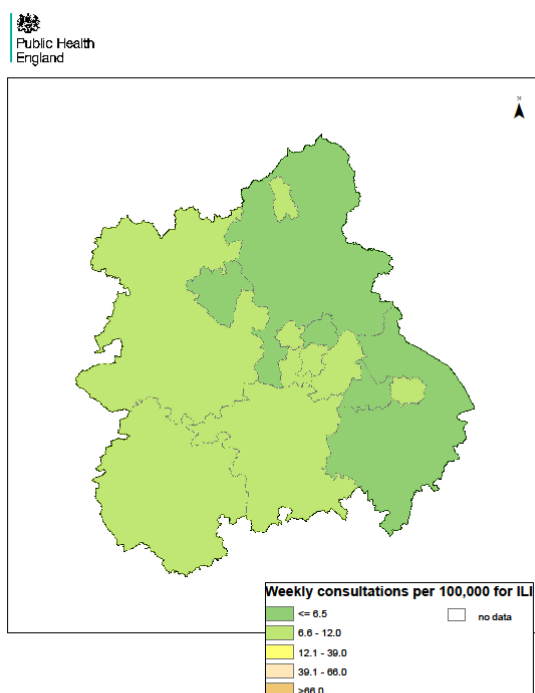 Public Health
England
N
Weekly consultations per 100,000 for ILI
<= 6.5
no data
6.6 - 12.0
12.1 - 39.0
39.1 - 66.0
>66.0